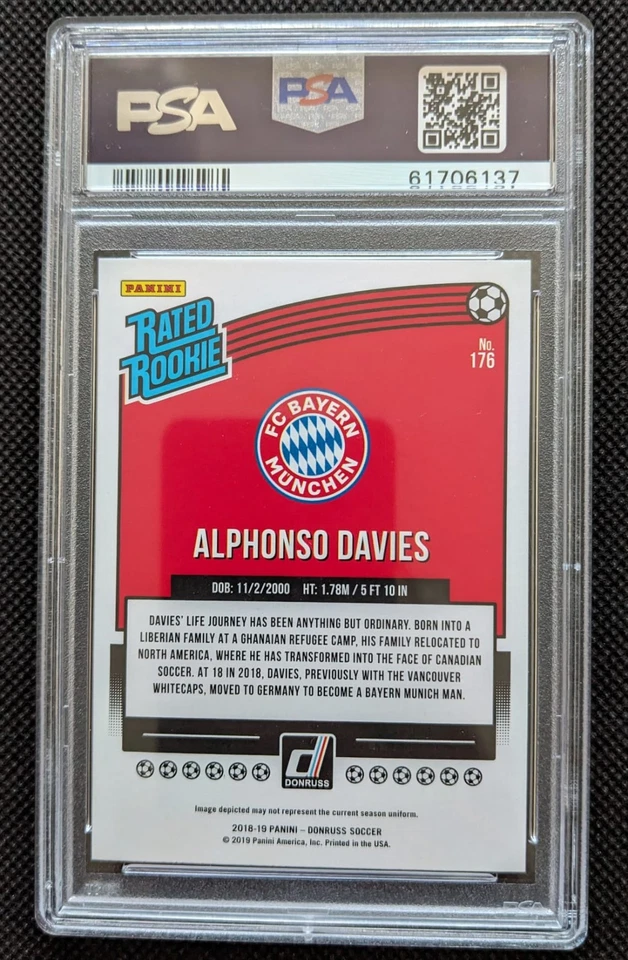 PSA
PSA
61706137
PANINI
RATED
ROOKIE
No.
176
FC BAYERN
MÜNCHEN
ALPHONSO DAVIES
DOB: 11/2/2000 HT: 1.78M / 5 FT 10 IN
DAVIES' LIFE JOURNEY HAS BEEN ANYTHING BUT ORDINARY. BORN INTO A
LIBERIAN FAMILY AT A GHANAIAN REFUGEE CAMP, HIS FAMILY RELOCATED TO
NORTH AMERICA, WHERE HE HAS TRANSFORMED INTO THE FACE OF CANADIAN
SOCCER. AT 18 IN 2018, DAVIES, PREVIOUSLY WITH THE VANCOUVER
WHITECAPS, MOVED TO GERMANY TO BECOME A BAYERN MUNICH MAN.
d
DONRUSS
Image depicted may not represent the current season uniform.
2018-19 PANINI – DONRUSS SOCCER
© 2019 Panini America, Inc. Printed in the USA.
PSA